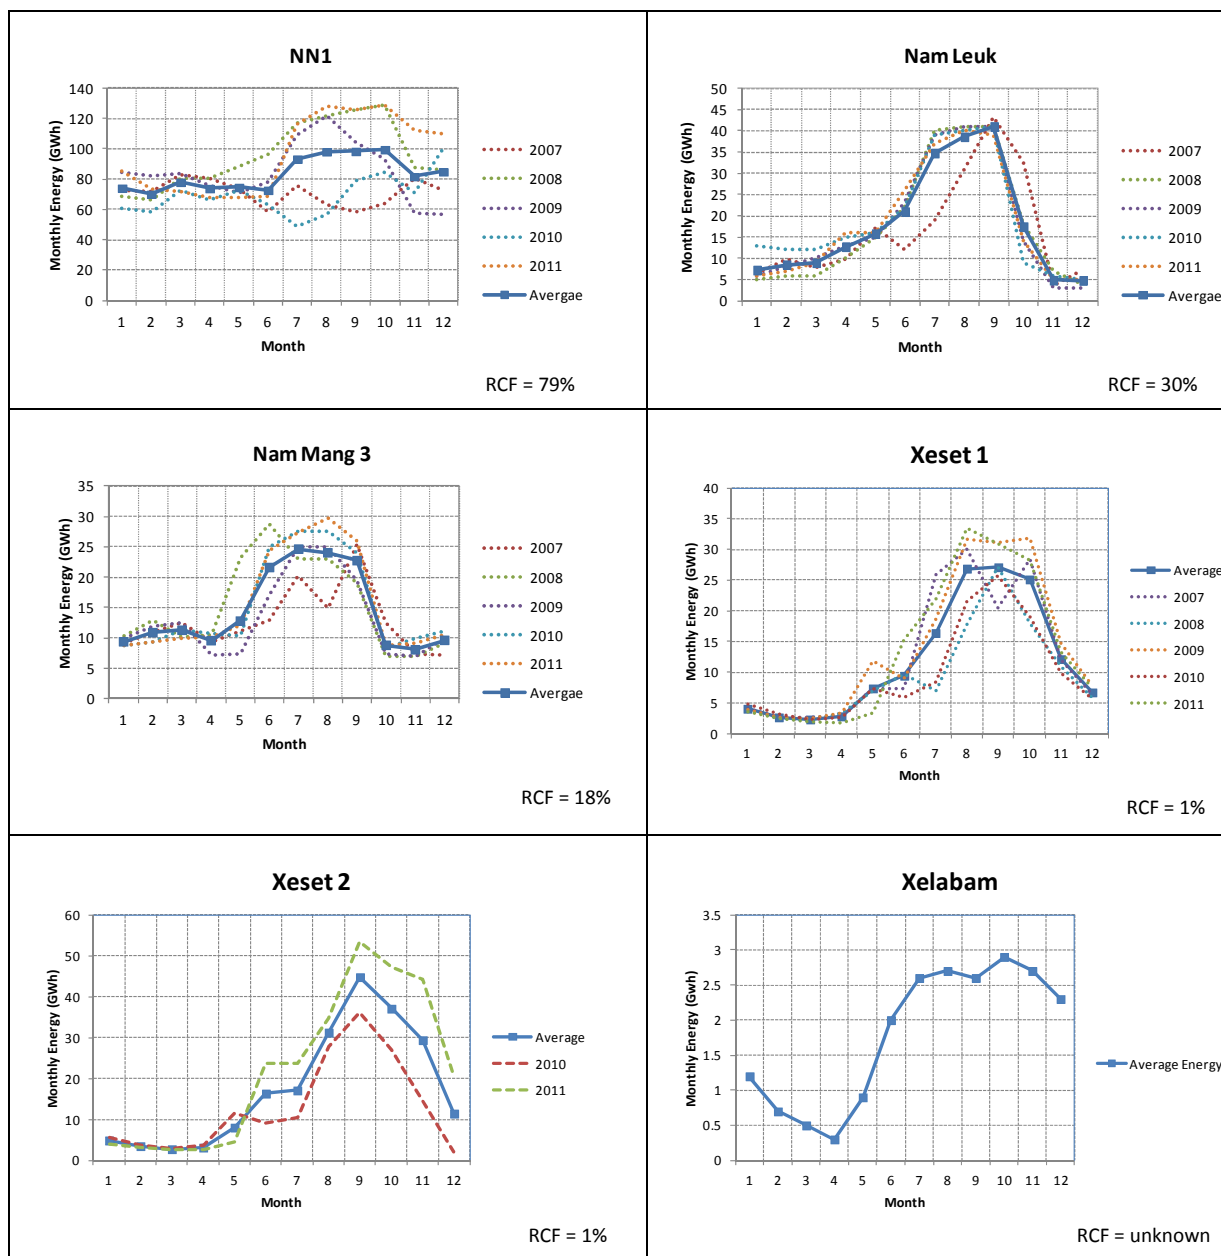 NN1
Monthly Energy (GWh)
140
120
100
80
60
40
20
0
1 2 3 4 5 6 7 8 9 10 11 12
Month
2007
2008
2009
2010
2011
Avergae
RCF = 79%
Nam Leuk
Monthly Energy (GWh)
50
45
40
35
30
25
20
15
10
5
0
1 2 3 4 5 6 7 8 9 10 11 12
Month
2007
2008
2009
2010
2011
Avergae
RCF = 30%
Nam Mang 3
Monthly Energy (GWh)
35
30
25
20
15
10
5
0
1 2 3 4 5 6 7 8 9 10 11 12
Month
2007
2008
2009
2010
2011
Avergae
RCF = 18%
Xeset 1
Monthly Energy (GWh)
40
35
30
25
20
15
10
5
0
1 2 3 4 5 6 7 8 9 10 11 12
Month
Average
2007
2008
2009
2010
2011
RCF = 1%
Xeset 2
Monthly Energy (GWh)
60
50
40
30
20
10
0
1 2 3 4 5 6 7 8 9 10 11 12
Month
Average
2010
2011
RCF = 1%
Xelabam
Monthly Energy (Gwh)
3.5
3
2.5
2
1.5
1
0.5
0
1 2 3 4 5 6 7 8 9 10 11 12
Month
Average Energy
RCF = unknown